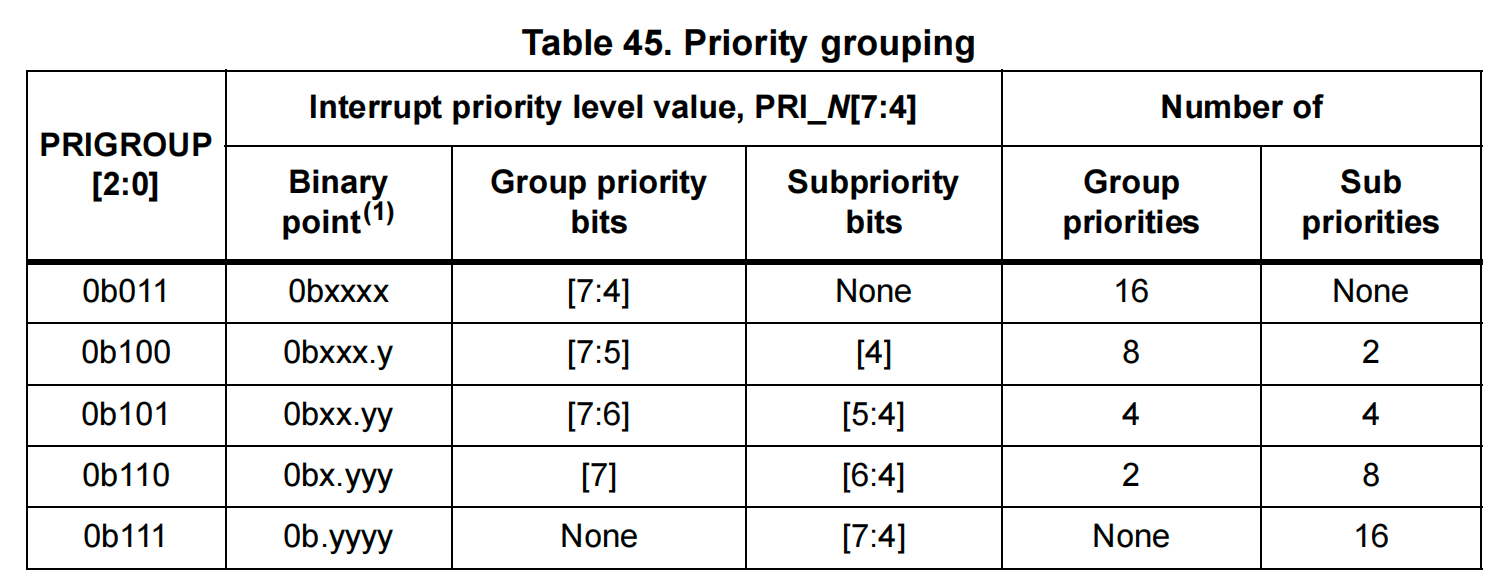 Table 45. Priority grouping
PRIGROUP
[2:0]
Interrupt priority level value, PRI_N[7:4]
Number of
Binary
point(1)
Group priority
bits
Subpriority
bits
Group
priorities
Sub
priorities
0b011 0bxxxx [7:4] None 16 None
0b100 0bxxx.y [7:5] [4] 8 2
0b101 0bxx.yy [7:6] [5:4] 4 4
0b110 0bx.yyy [7] [6:4] 2 8
0b111 0b.yyyy None [7:4] None 16